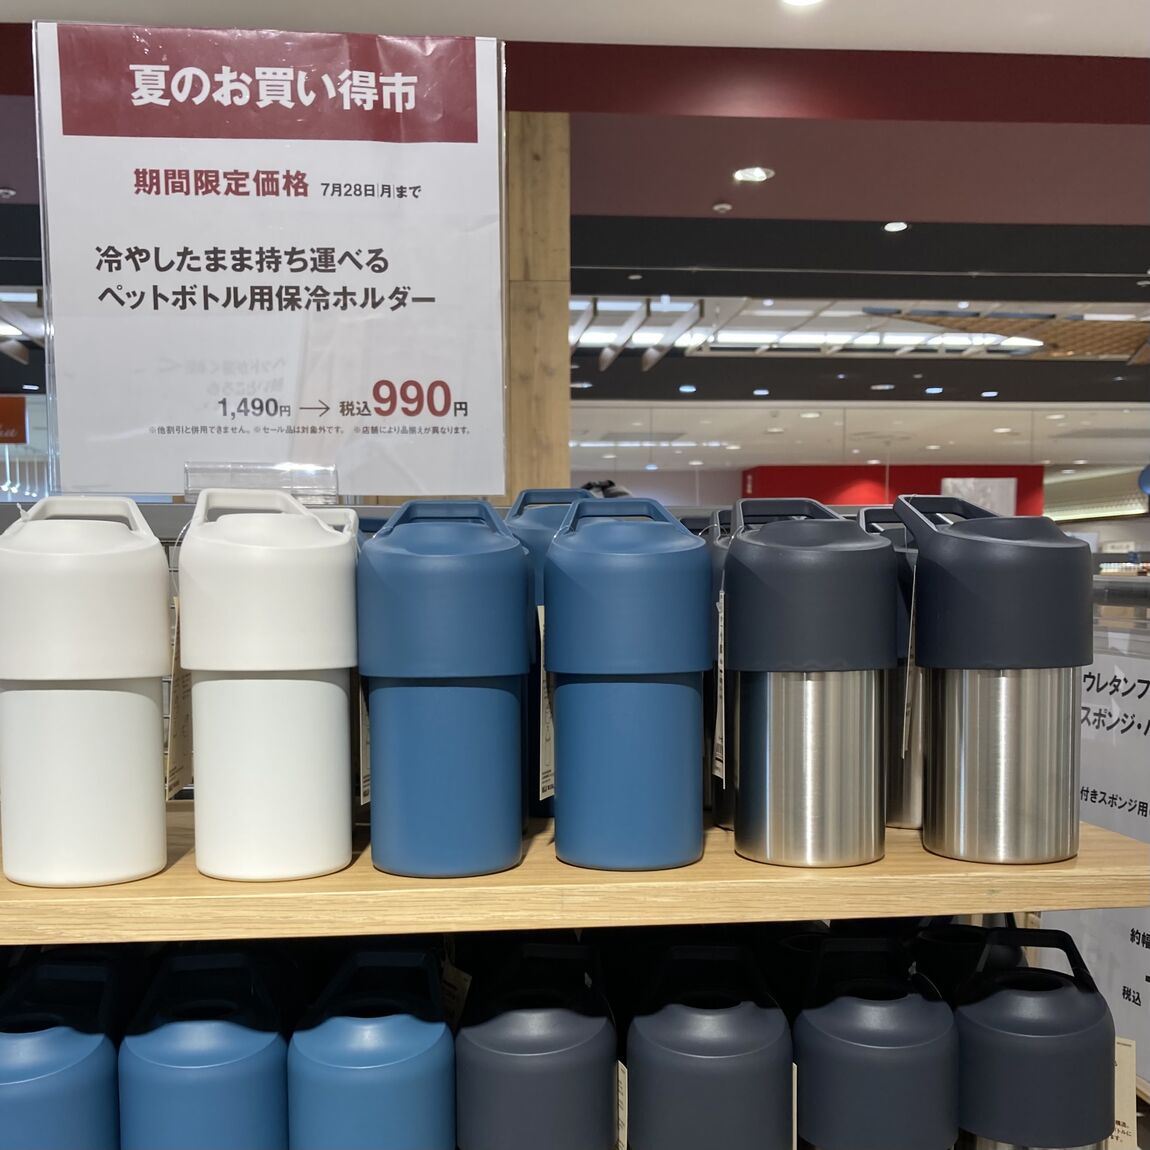 夏のお買い得市
期間限定価格 7月28日|月|まで
冷やしたまま持ち運べる
ペットボトル用保冷ホルダー
1,490円 → 税込990円
※他割引と併用できません。※セール品は対象外です。 ※店舗により品揃えが異なります。
ウレタンフ
スポンジ・
付きスポンジ用
約幅
税込